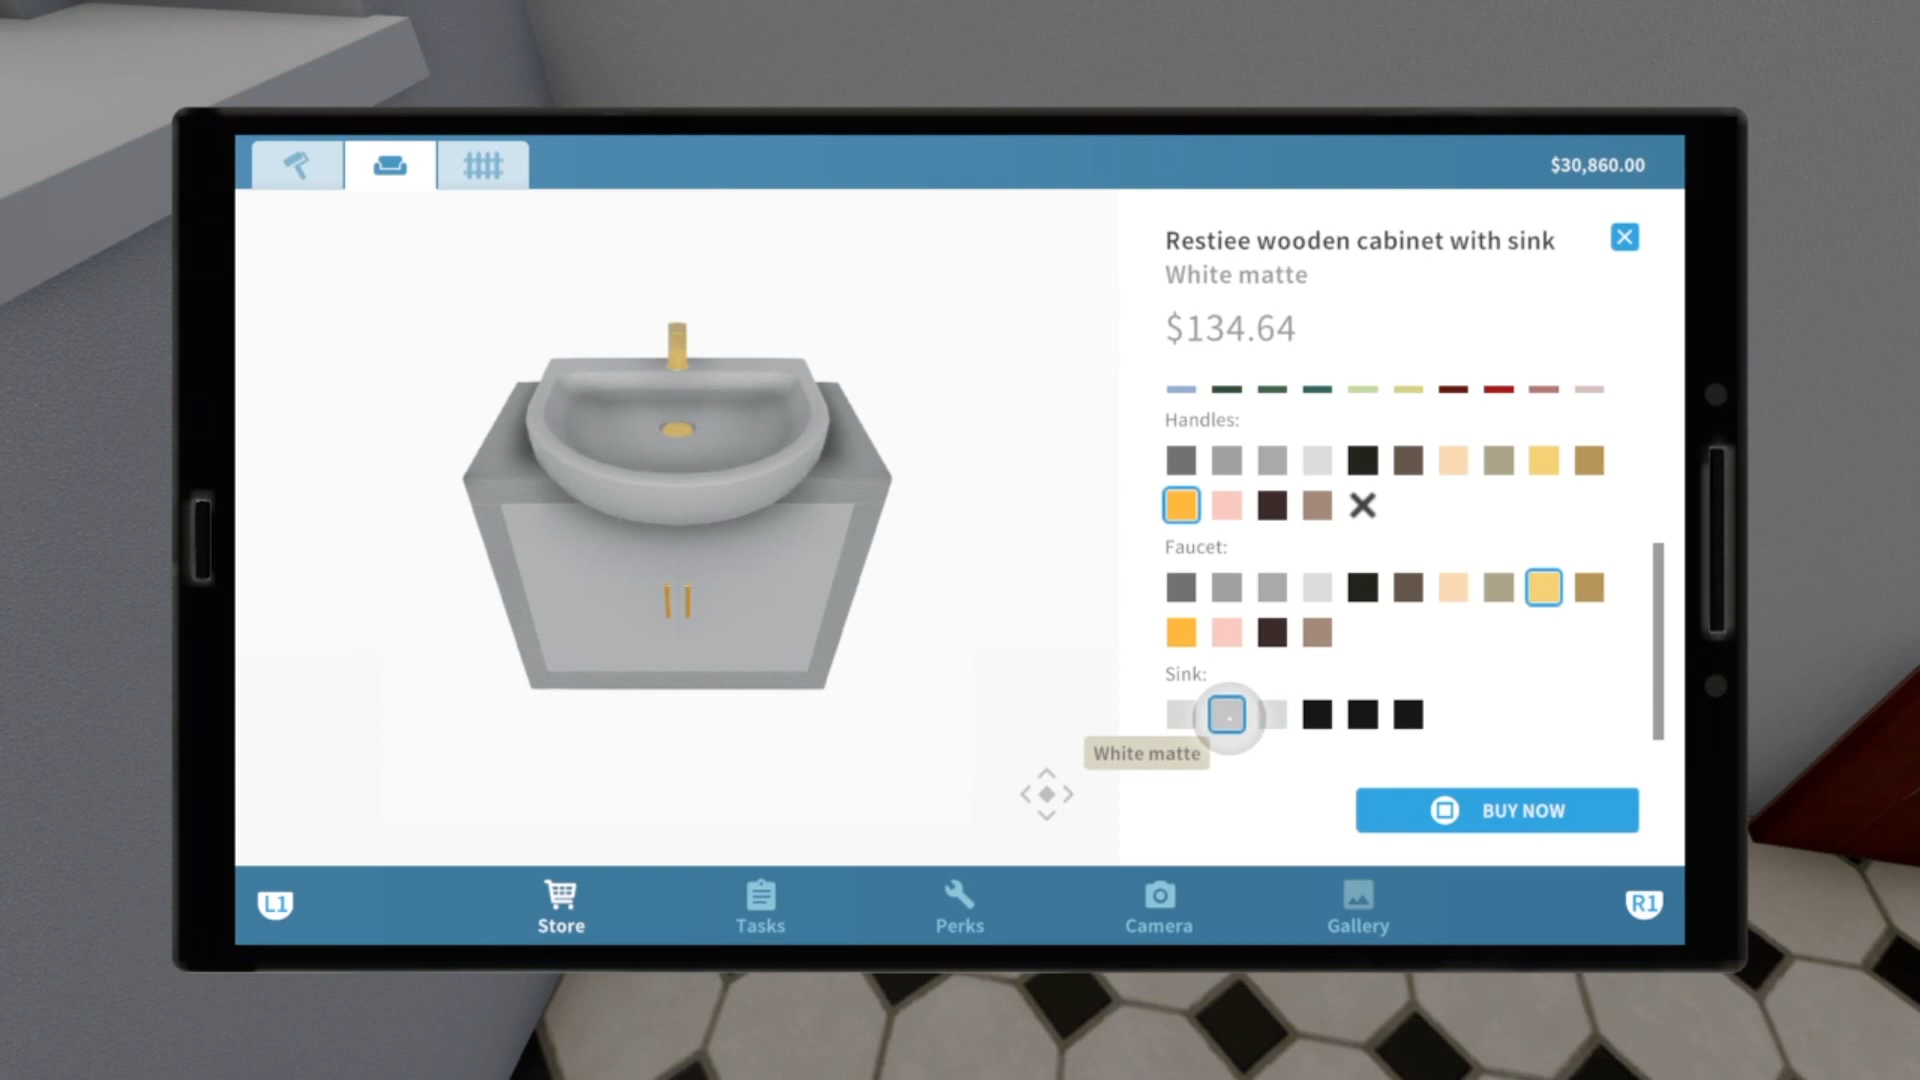 $30,860.00
Restiee wooden cabinet with sink
White matte
$134.64
Handles:
Faucet:
Sink:
White matte
BUY NOW
L1
Store
Tasks
Perks
Camera
Gallery
R1